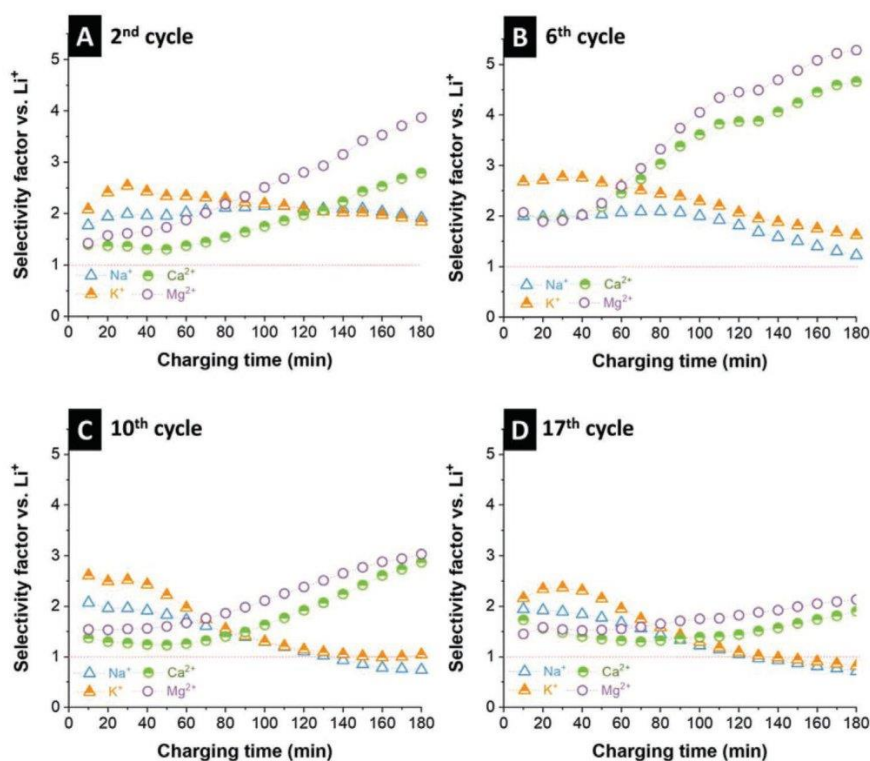 A 2nd cycle
Selectivity factor vs. Li+
5
4
3
2
1
0
Na+ Ca2+
K+ Mg2+
0 20 40 60 80 100 120 140 160 180
Charging time (min)
B 6th cycle
Selectivity factor vs. Li+
5
4
3
2
1
0
Na+ Ca2+
K+ Mg2+
0 20 40 60 80 100 120 140 160 180
Charging time (min)
C 10th cycle
Selectivity factor vs. Li+
5
4
3
2
1
0
Na+ Ca2+
K+ Mg2+
0 20 40 60 80 100 120 140 160 180
Charging time (min)
D 17th cycle
Selectivity factor vs. Li+
5
4
3
2
1
0
Na+ Ca2+
K+ Mg2+
0 20 40 60 80 100 120 140 160 180
Charging time (min)